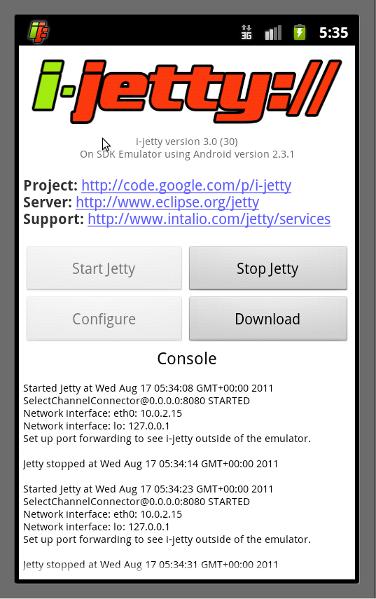 3G 5:35
i-jetty://
i-jetty version 3.0 (30)
On SDK Emulator using Android version 2.3.1
Project: http://code.google.com/p/i-jetty
Server: http://www.eclipse.org/jetty
Support: http://www.intalio.com/jetty/services
Start Jetty Stop Jetty
Configure Download
Console
Started Jetty at Wed Aug 17 05:34:08 GMT+00:00 2011
SelectChannelConnector@0.0.0.0:8080 STARTED
Network interface: eth0: 10.0.2.15
Network interface: lo: 127.0.0.1
Set up port forwarding to see i-jetty outside of the emulator.
Jetty stopped at Wed Aug 17 05:34:14 GMT+00:00 2011
Started Jetty at Wed Aug 17 05:34:23 GMT+00:00 2011
SelectChannelConnector@0.0.0.0:8080 STARTED
Network interface: eth0: 10.0.2.15
Network interface: lo: 127.0.0.1
Set up port forwarding to see i-jetty outside of the emulator.
Jetty stopped at Wed Aug 17 05:34:31 GMT+00:00 2011